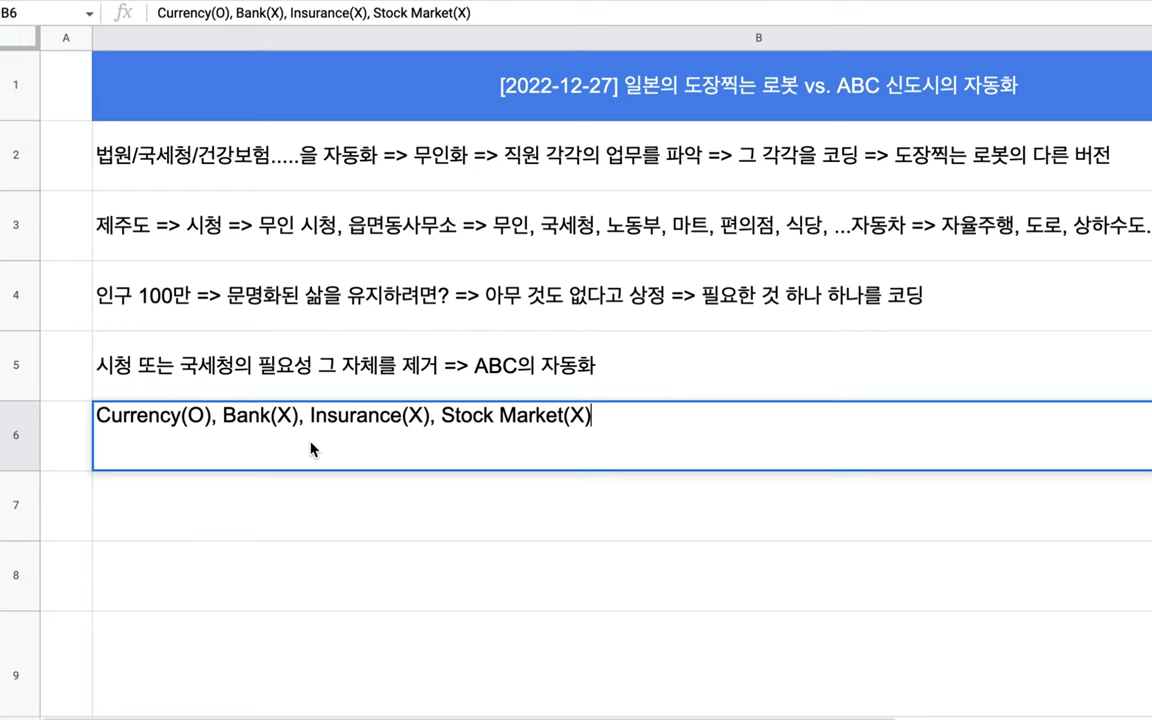 B6
fx
Currency(O), Bank(X), Insurance(X), Stock Market(X)
A
B
1
[2022-12-27] 일본의 도장찍는 로봇 vs. ABC 신도시의 자동화
2
법원/국세청/건강보험.....을 자동화 => 무인화 => 직원 각각의 업무를 파악 => 그 각각을 코딩 => 도장찍는 로봇의 다른 버전
3
제주도 => 시청 => 무인 시청, 읍면동사무소 => 무인, 국세청, 노동부, 마트, 편의점, 식당, ...자동차 => 자율주행, 도로, 상하수도.
4
인구 100만 => 문명화된 삶을 유지하려면? => 아무 것도 없다고 상정 => 필요한 것 하나 하나를 코딩
5
시청 또는 국세청의 필요성 그 자체를 제거 => ABC의 자동화
6
Currency(O), Bank(X), Insurance(X), Stock Market(X)
7
8
9